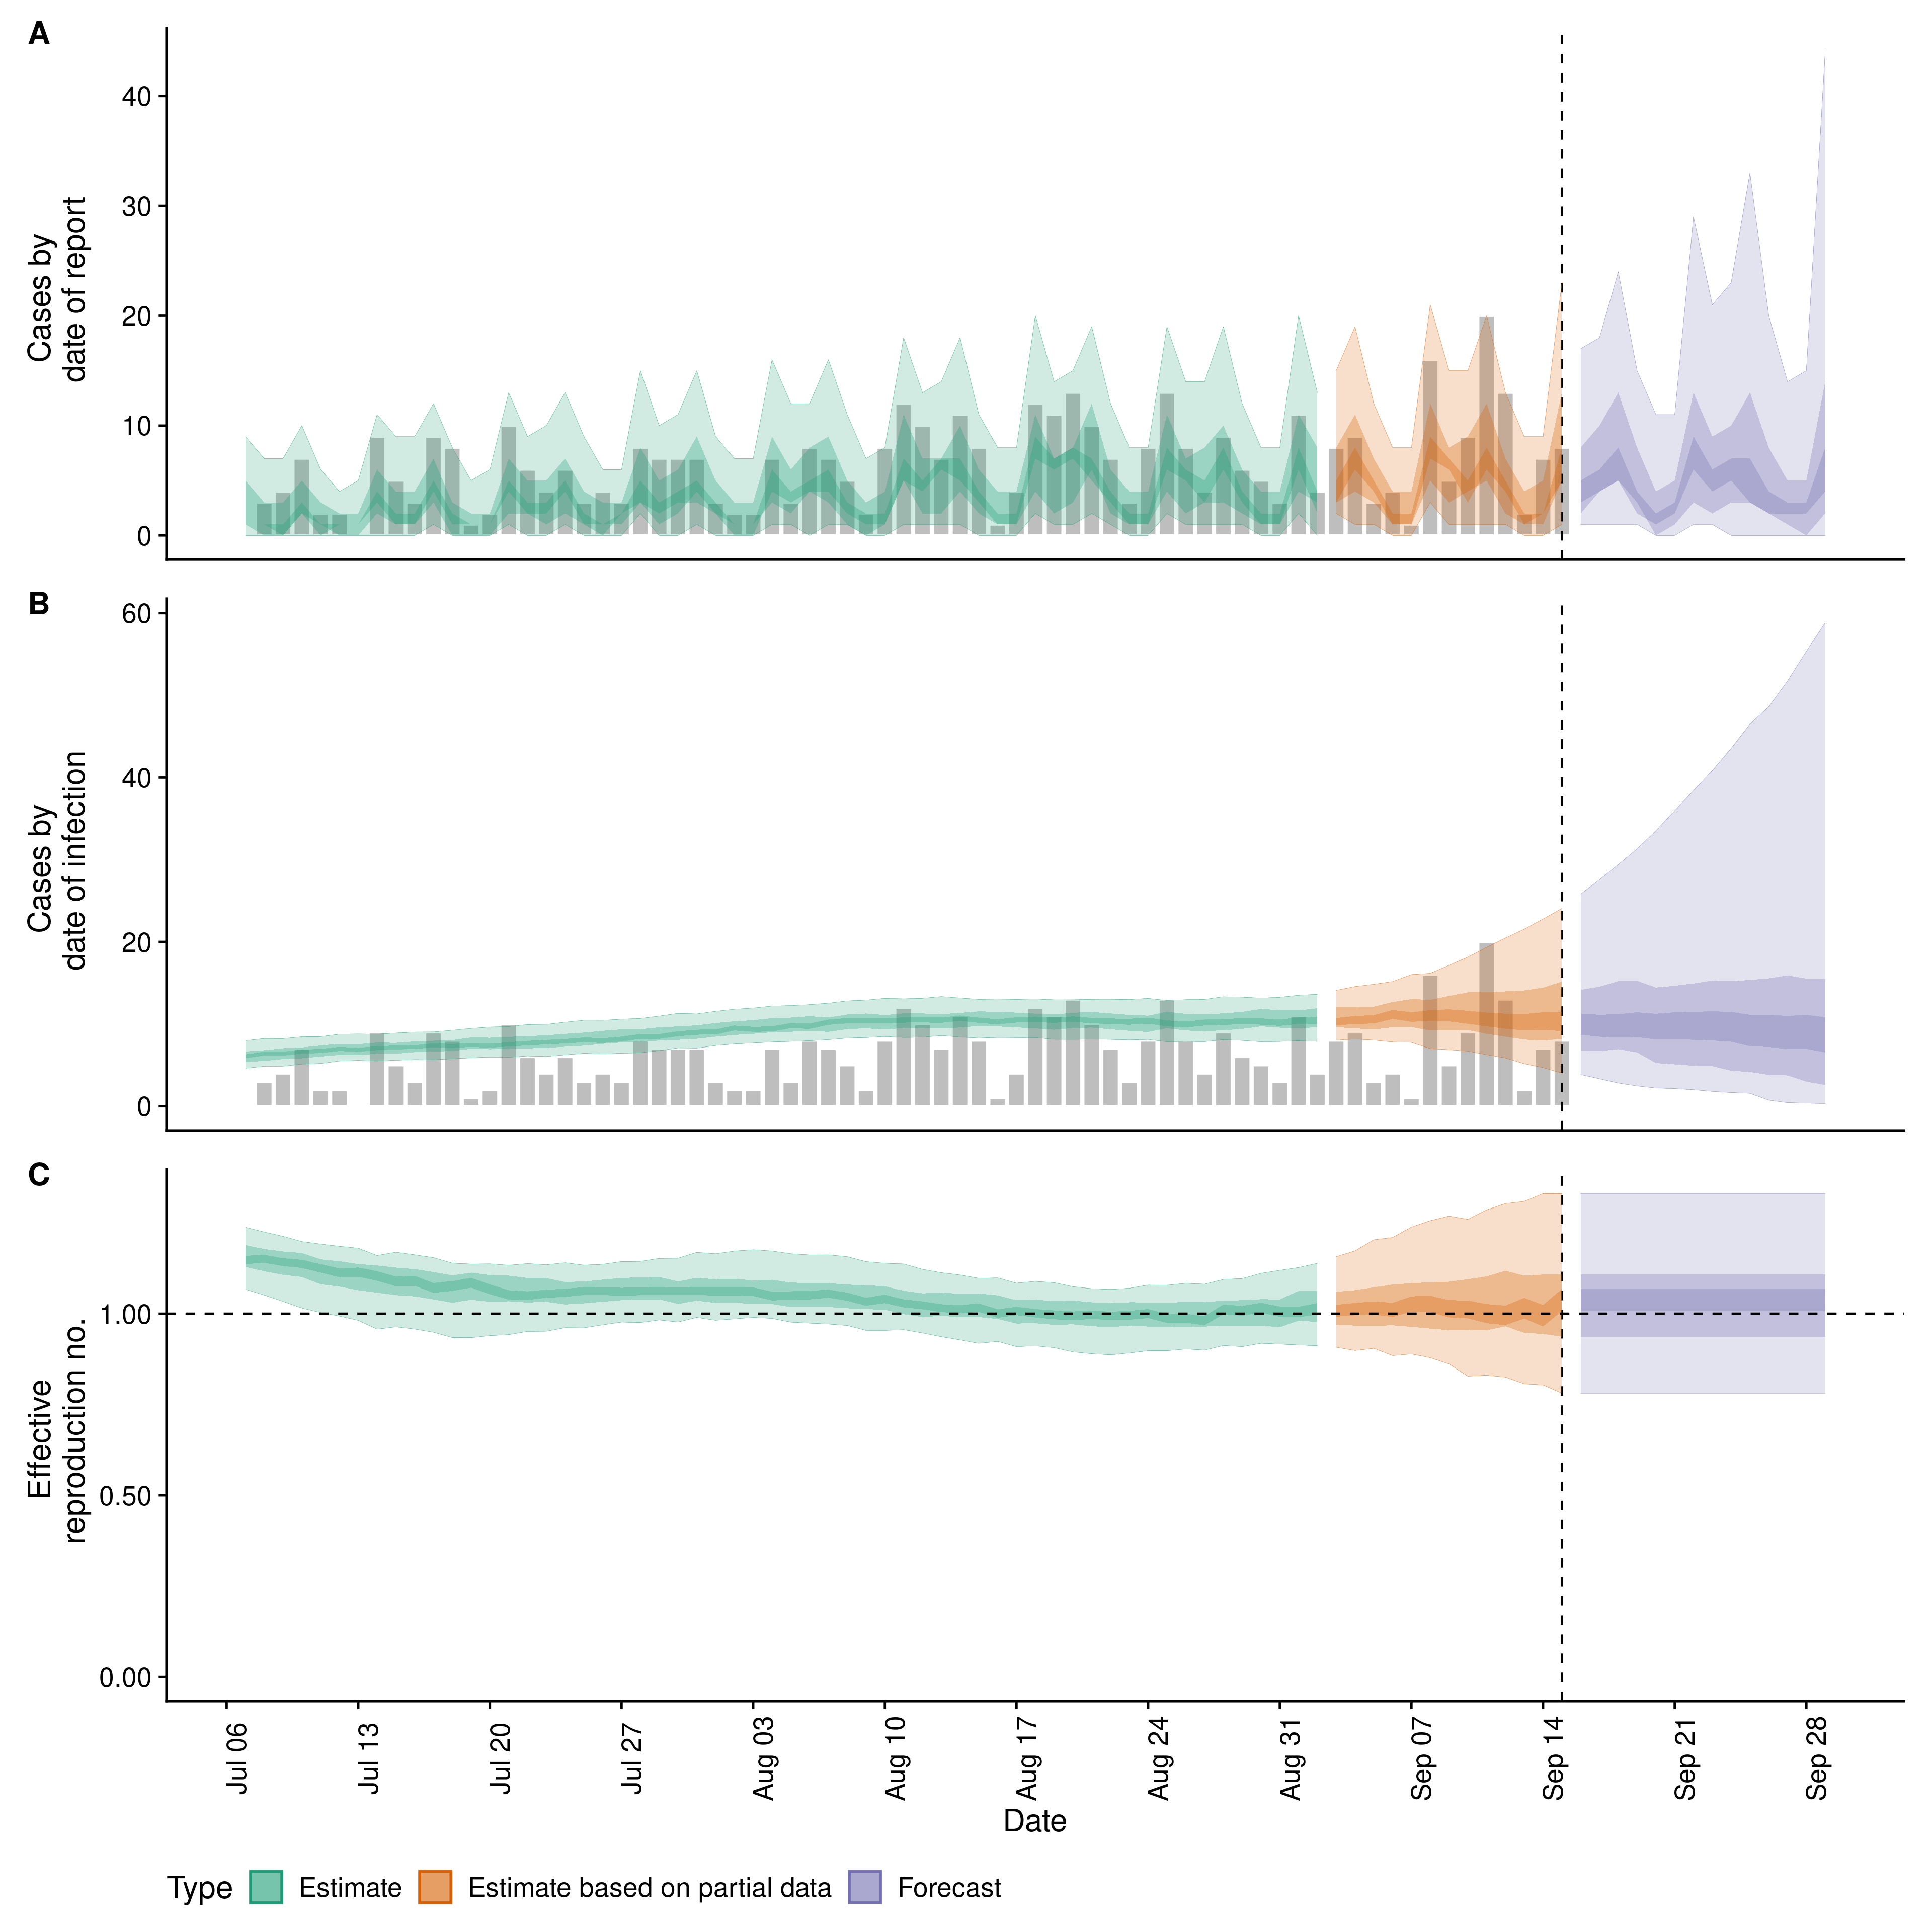 A
Cases by
date of report
40
30
20
10
0
B
Cases by
date of infection
60
40
20
0
C
Effective
reproduction no.
1.00
0.50
0.00
Jul 06
Jul 13
Jul 20
Jul 27
Aug 03
Aug 10
Aug 17
Aug 24
Aug 31
Sep 07
Sep 14
Sep 21
Sep 28
Date
Type Estimate Estimate based on partial data Forecast